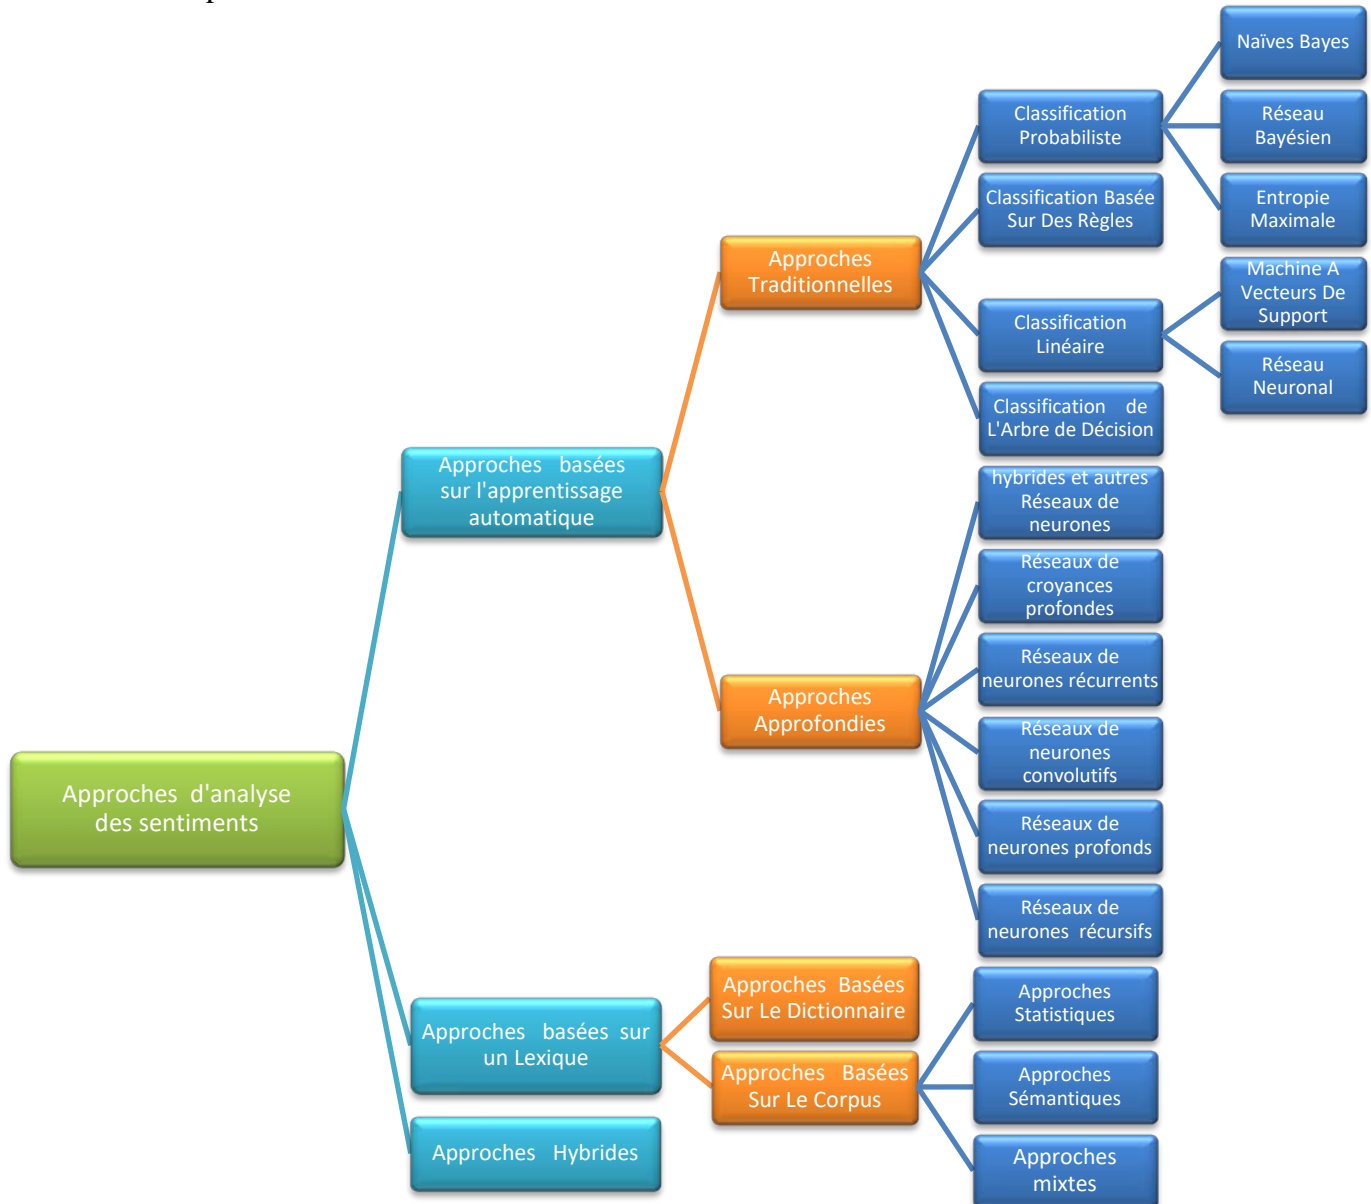 Naïves Bayes
Classification
Probabiliste
Réseau
Bayésien
Classification Basée
Sur Des Règles
Entropie
Maximale
Approches
Traditionnelles
Machine A
Vecteurs De
Support
Classification
Linéaire
Réseau
Neuronal
Classification de
L'Arbre de Décision
Approches basées
sur l'apprentissage
automatique
hybrides et autres
Réseaux de
neurones
Réseaux de
croyances
profondes
Réseaux de
neurones récurrents
Approches
Approfondies
Réseaux de
neurones
convolutifs
Approches d'analyse
des sentiments
Réseaux de
neurones profonds
Réseaux de
neurones récursifs
Approches Basées
Sur Le Dictionnaire
Approches
Statistiques
Approches basées sur
un Lexique
Approches Basées
Sur Le Corpus
Approches
Sémantiques
Approches Hybrides
Approches
mixtes